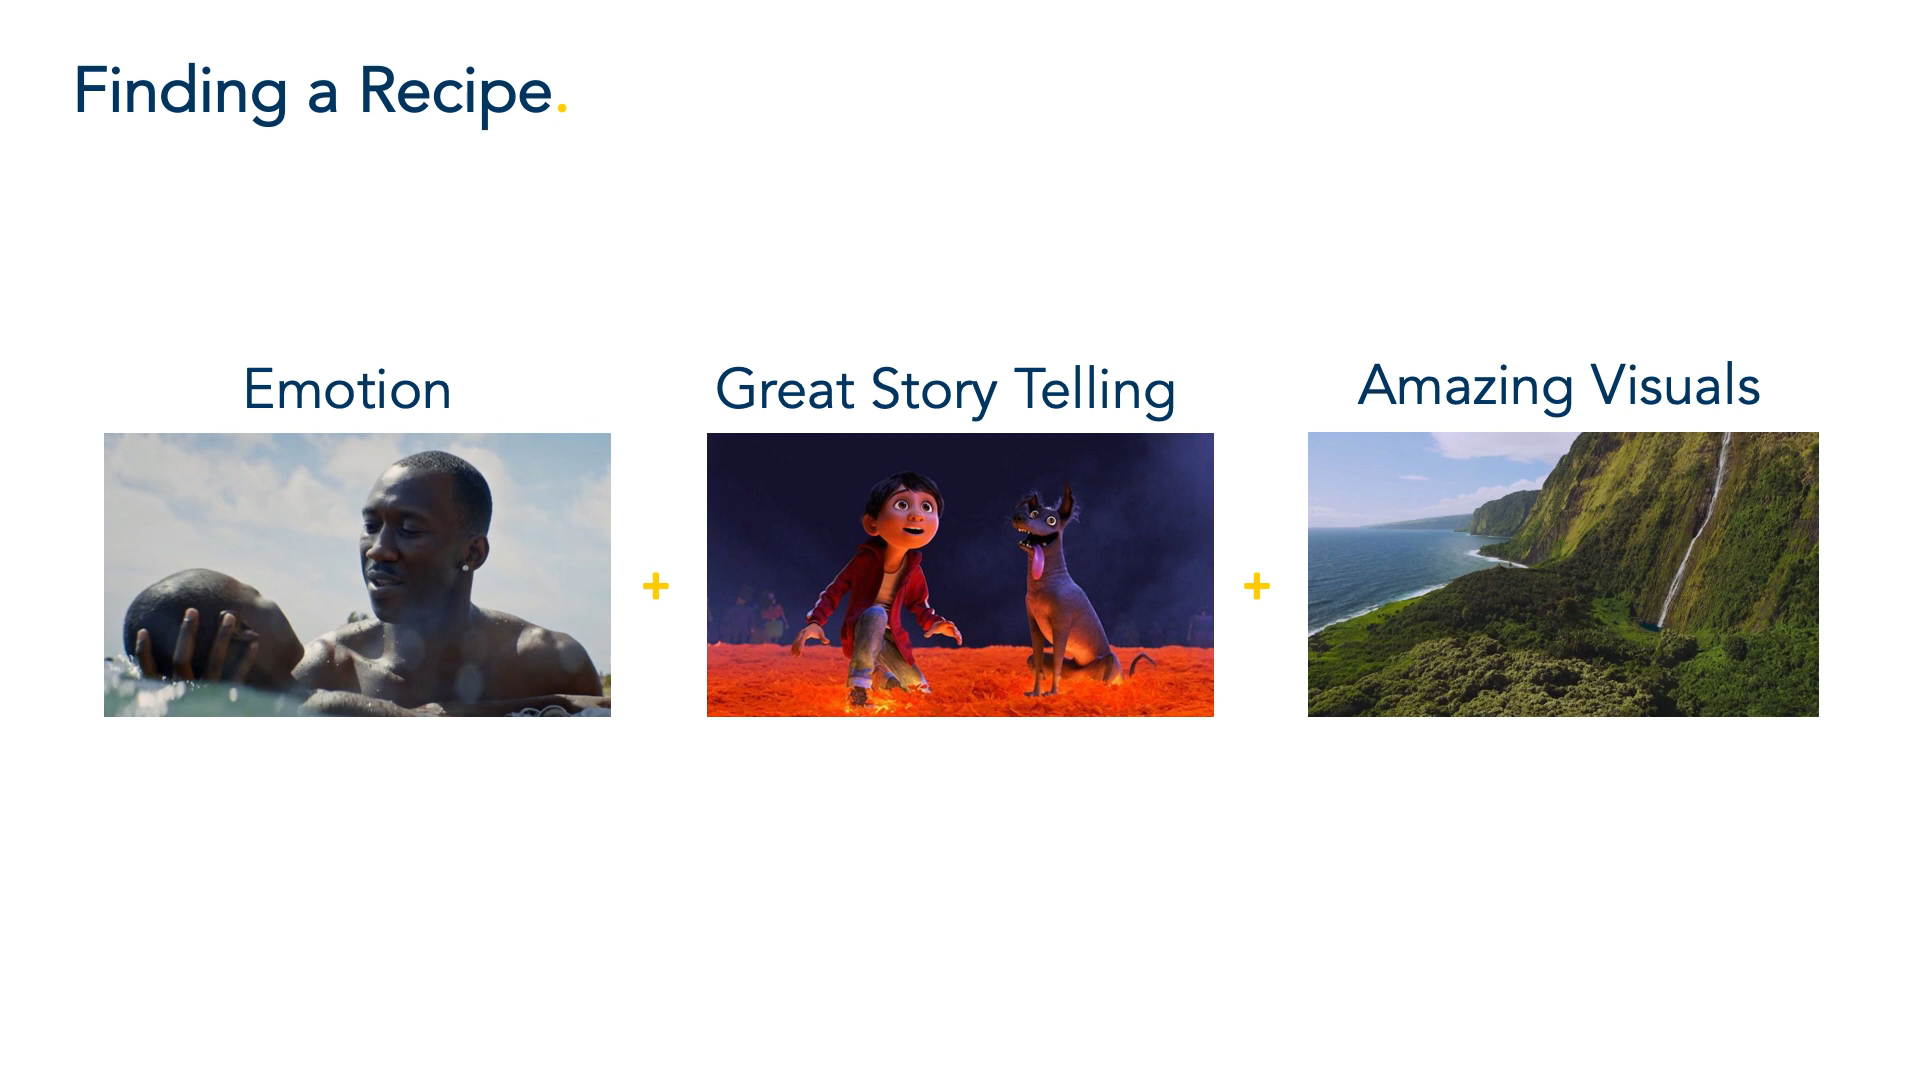 Finding a Recipe.
Emotion
+
Great Story Telling
+
Amazing Visuals